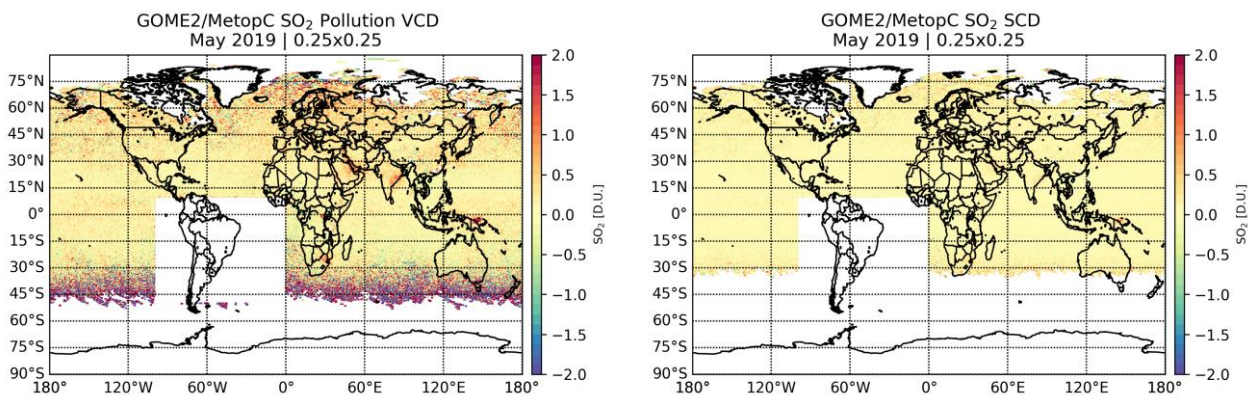 GOME2/MetopC SO₂ Pollution VCD
May 2019 | 0.25x0.25
75°N
60°N
45°N
30°N
15°N
0°
15°S
30°S
45°S
60°S
75°S
90°S
180°
120°W
60°W
0°
60°E
120°E
180°
2.0
1.5
1.0
0.5
0.0
−0.5
−1.0
−1.5
−2.0
SO₂ [D.U.]
GOME2/MetopC SO₂ SCD
May 2019 | 0.25x0.25
75°N
60°N
45°N
30°N
15°N
0°
15°S
30°S
45°S
60°S
75°S
90°S
180°
120°W
60°W
0°
60°E
120°E
180°
2.0
1.5
1.0
0.5
0.0
−0.5
−1.0
−1.5
−2.0
SO₂ [D.U.]